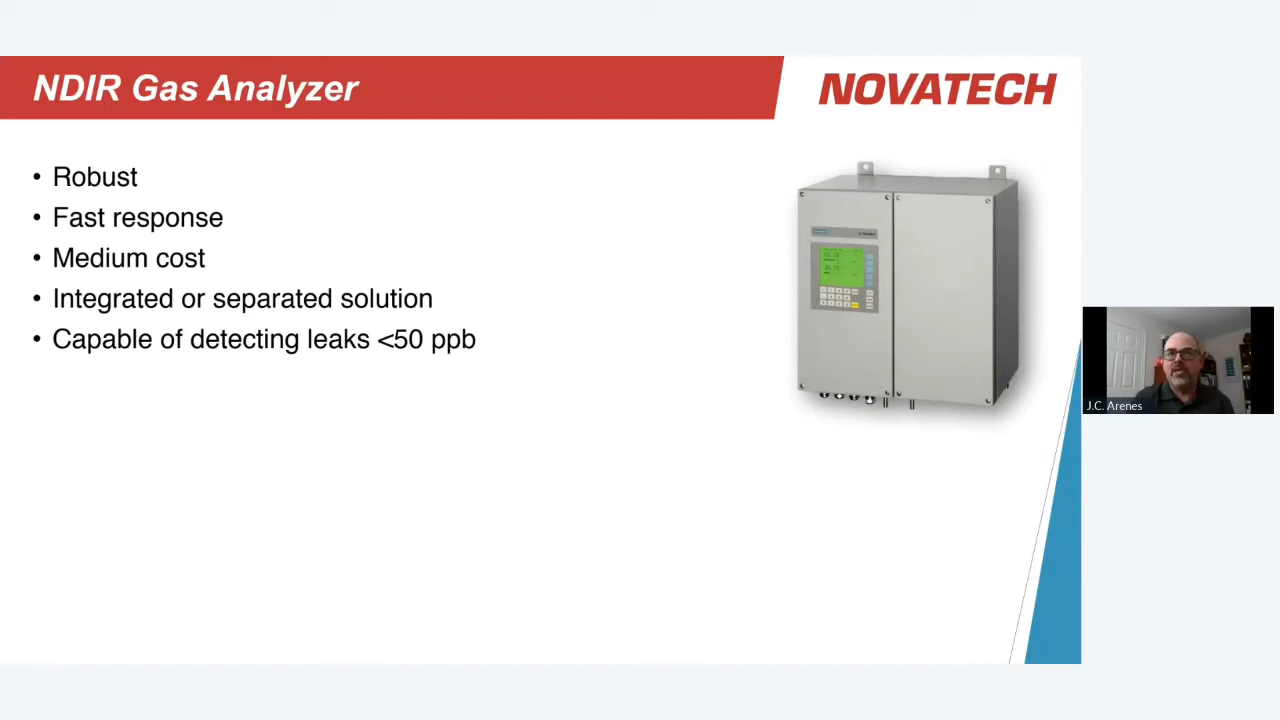 NDIR Gas Analyzer
NOVATECH
• Robust
• Fast response
• Medium cost
• Integrated or separated solution
• Capable of detecting leaks <50 ppb
J.C. Arenes